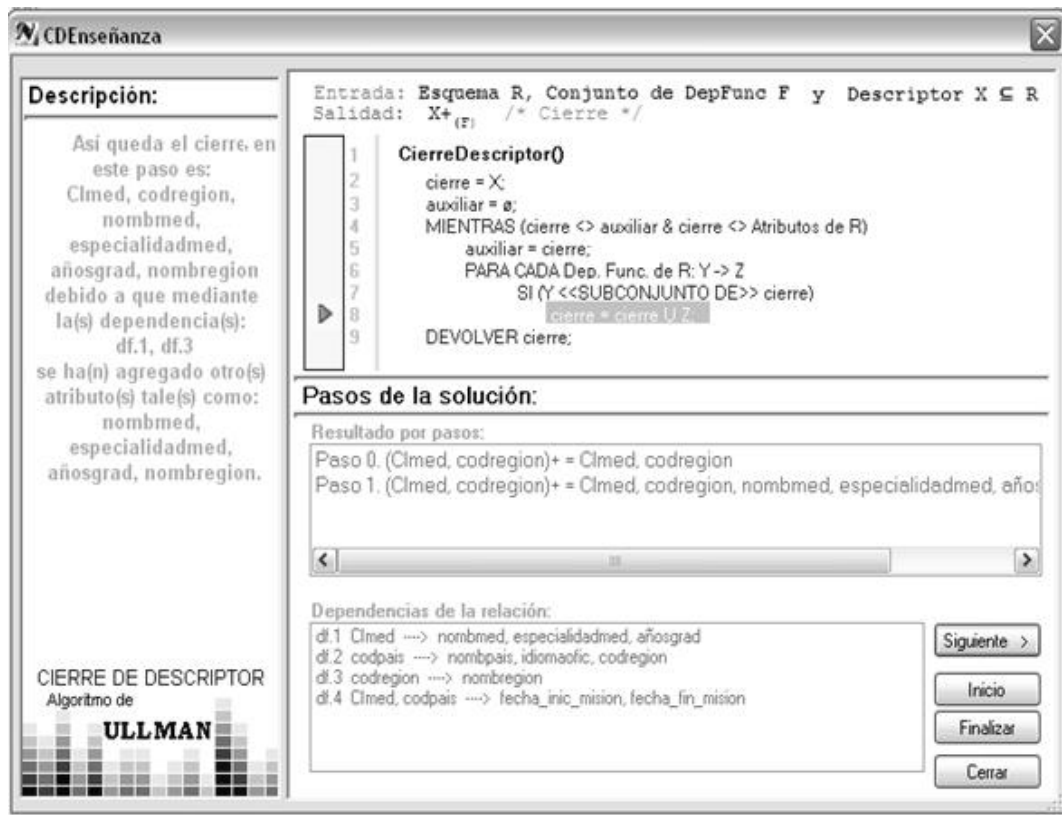 CDEnseñanza
Descripción:
Así queda el cierre, en
este paso es:
CImed, codregion,
nombmed,
especialidadmed,
añosgrad, nombregion
debido a que mediante
la(s) dependencia(s):
df.1, df.3
se ha(n) agregado otro(s)
atributo(s) tale(s) como:
nombmed,
especialidadmed,
añosgrad, nombregion.
CIERRE DE DESCRIPTOR
Algoritmo de
ULLMAN
Entrada: Esquema R, Conjunto de DepFunc F y Descriptor X ⊆ R
Salidad: X+(F) /* Cierre */
1 CierreDescriptor()
2 cierre = X;
3 auxiliar = ø;
4 MIENTRAS (cierre <> auxiliar & cierre <> Atributos de R)
5 auxiliar = cierre;
6 PARA CADA Dep. Func. de R: Y -> Z
7 SI (Y <<SUBCONJUNTO DE>> cierre)
8 cierre = cierre U Z;
9 DEVOLVER cierre;
Pasos de la solución:
Resultado por pasos:
Paso 0. (CImed, codregion)+ = CImed, codregion
Paso 1. (CImed, codregion)+ = CImed, codregion, nombmed, especialidadmed, años
Dependencias de la relación:
df.1 CImed ----> nombmed, especialidadmed, añosgrad
df.2 codpais ----> nombpais, idiomaofic, codregion
df.3 codregion ----> nombregion
df.4 CImed, codpais ----> fecha_inic_mision, fecha_fin_mision
Siguiente >
Inicio
Finalizar
Cerrar